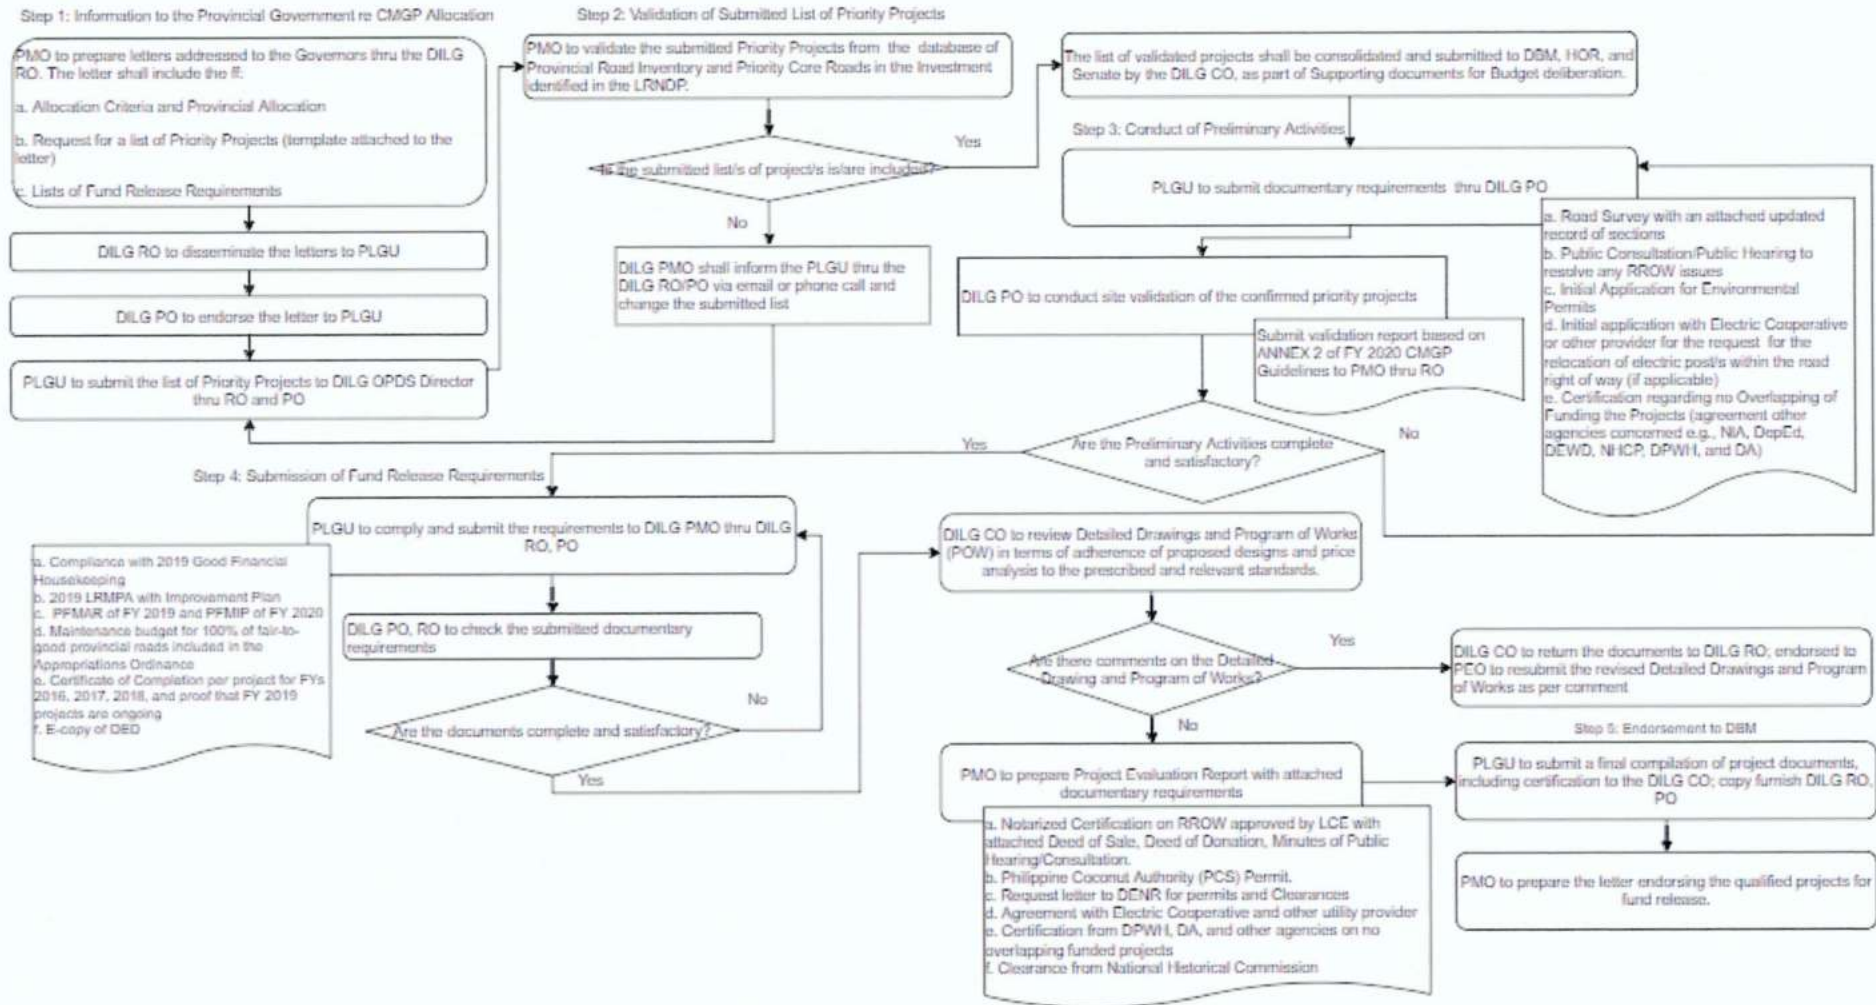 Step 1: Information to the Provincial Government re CMGP Allocation
PMO to prepare letters addressed to the Governors thru the DILG
RO. The letter shall include the ff:
a. Allocation Criteria and Provincial Allocation
b. Request for a list of Priority Projects (template attached to the
letter)
c. Lists of Fund Release Requirements
DILG RO to disseminate the letters to PLGU
DILG PO to endorse the letter to PLGU
PLGU to submit the list of Priority Projects to DILG OPDS Director
thru RO and PO
Step 2: Validation of Submitted List of Priority Projects
PMO to validate the submitted Priority Projects from the database of
Provincial Road Inventory and Priority Core Roads in the Investment
identified in the LRNDP.
Is the submitted list/s of project/s is/are included?
Yes
No
DILG PMO shall inform the PLGU thru the
DILG RO/PO via email or phone call and
change the submitted list
The list of validated projects shall be consolidated and submitted to DBM, HOR, and
Senate by the DILG CO, as part of Supporting documents for Budget deliberation.
Step 3: Conduct of Preliminary Activities
PLGU to submit documentary requirements thru DILG PO
a. Road Survey with an attached updated
record of sections
b. Public Consultation/Public Hearing to
resolve any RROW issues
c. Initial Application for Environmental
Permits
d. Initial application with Electric Cooperative
or other provider for the request for the
relocation of electric post/s within the road
right of way (if applicable)
e. Certification regarding no Overlapping of
Funding the Projects (agreement other
agencies concerned e.g., NIA, DepEd,
DEWD, NHCP, DPWH, and DA)
DILG PO to conduct site validation of the confirmed priority projects
Submit validation report based on
ANNEX 2 of FY 2020 CMGP
Guidelines to PMO thru RO
Are the Preliminary Activities complete
and satisfactory?
Yes
No
Step 4: Submission of Fund Release Requirements
PLGU to comply and submit the requirements to DILG PMO thru DILG
RO, PO
a. Compliance with 2019 Good Financial
Housekeeping
b. 2019 LRMPA with Improvement Plan
c. PFMAR of FY 2019 and PFMIP of FY 2020
d. Maintenance budget for 100% of fair-to-
good provincial roads included in the
Appropriations Ordinance
e. Certificate of Completion per project for FYs
2016, 2017, 2018, and proof that FY 2019
projects are ongoing
f. E-copy of DED
DILG PO, RO to check the submitted documentary
requirements
Are the documents complete and satisfactory?
No
Yes
DILG CO to review Detailed Drawings and Program of Works
(POW) in terms of adherence of proposed designs and price
analysis to the prescribed and relevant standards.
Are there comments on the Detailed
Drawing and Program of Works?
Yes
No
DILG CO to return the documents to DILG RO; endorsed to
PEO to resubmit the revised Detailed Drawings and Program
of Works as per comment
PMO to prepare Project Evaluation Report with attached
documentary requirements
a. Notarized Certification on RROW approved by LCE with
attached Deed of Sale, Deed of Donation, Minutes of Public
Hearing/Consultation.
b. Philippine Coconut Authority (PCS) Permit.
c. Request letter to DENR for permits and Clearances
d. Agreement with Electric Cooperative and other utility provider
e. Certification from DPWH, DA, and other agencies on no
overlapping funded projects
f. Clearance from National Historical Commission
Step 5: Endorsement to DBM
PLGU to submit a final compilation of project documents,
including certification to the DILG CO; copy furnish DILG RO,
PO
PMO to prepare the letter endorsing the qualified projects for
fund release.